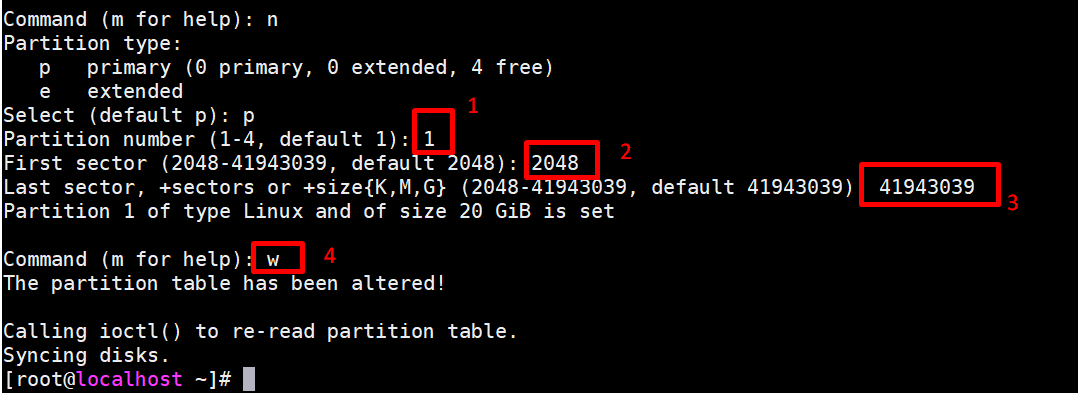 Command (m for help): n
Partition type:
   p   primary (0 primary, 0 extended, 4 free)
   e   extended
Select (default p): p
1
Partition number (1-4, default 1): 1
First sector (2048-41943039, default 2048): 2048 2
Last sector, +sectors or +size{K,M,G} (2048-41943039, default 41943039) 41943039 3
Partition 1 of type Linux and of size 20 GiB is set
Command (m for help): w 4
The partition table has been altered!
Calling ioctl() to re-read partition table.
Syncing disks.
[root@localhost ~]#